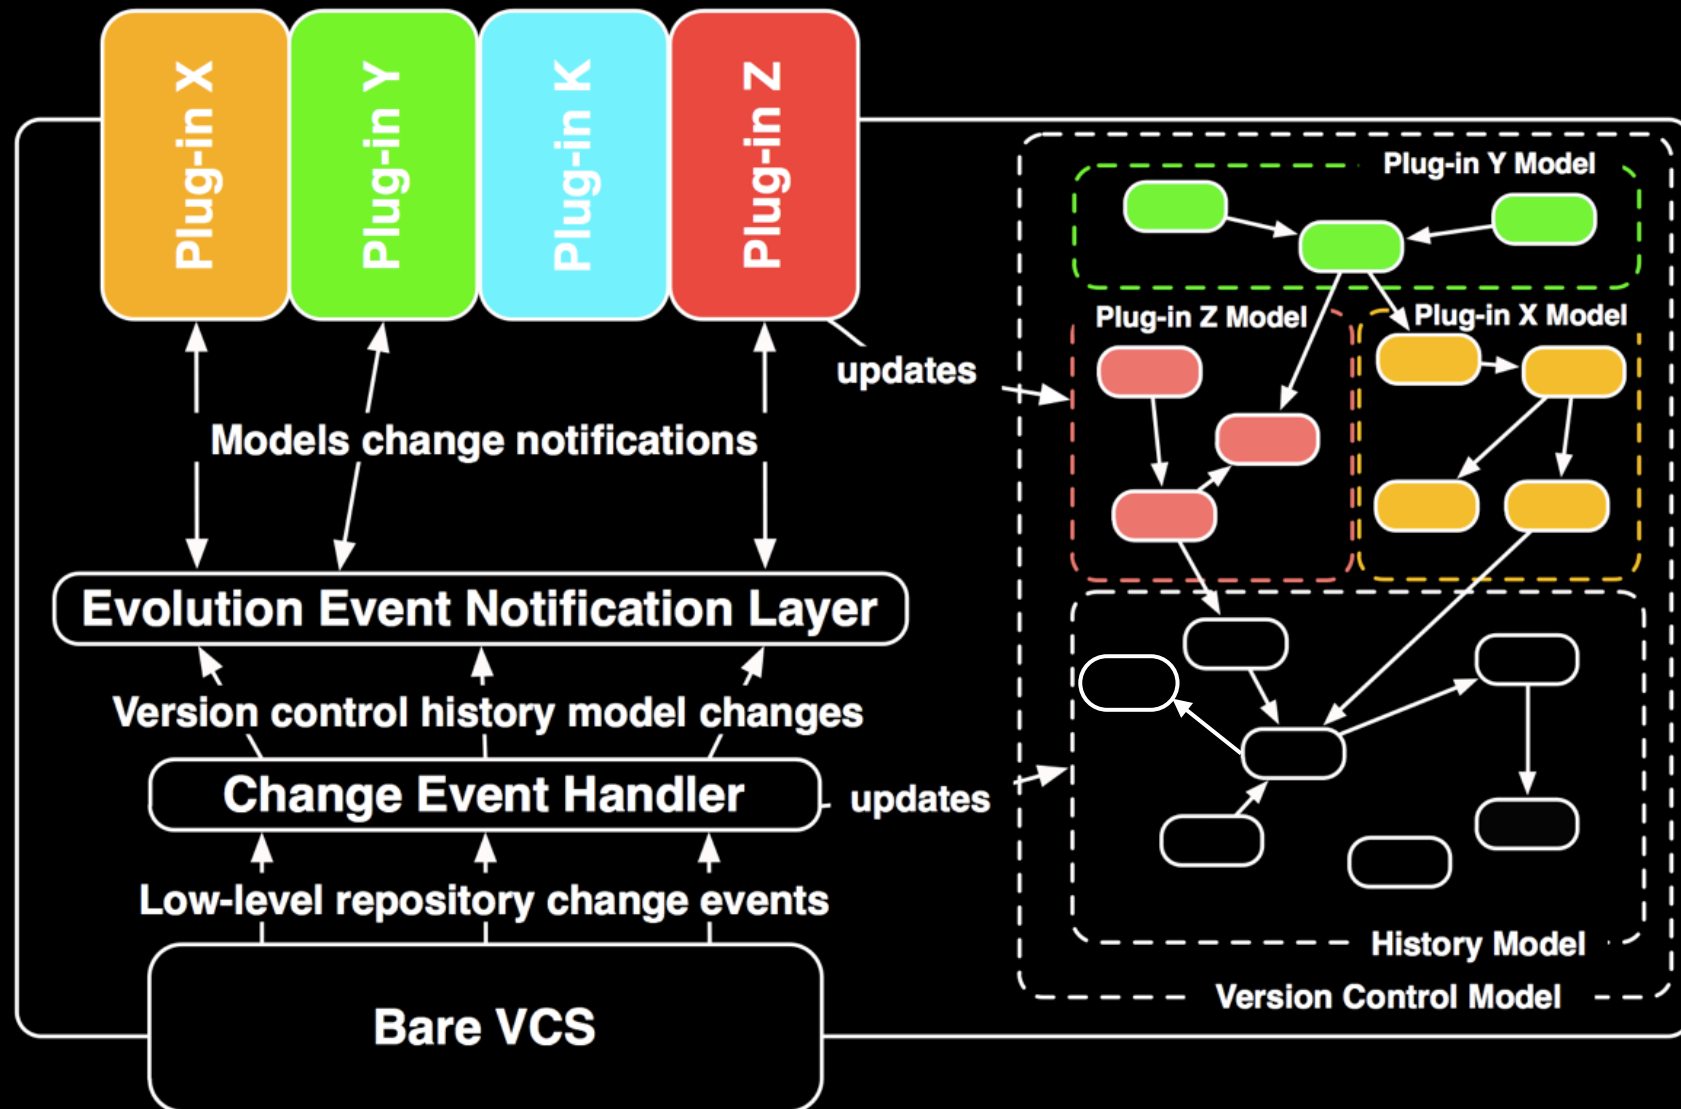 Plug-in X
Plug-in Y
Plug-in K
Plug-in Z
updates
Models change notifications
Evolution Event Notification Layer
Version control history model changes
Change Event Handler
updates
Low-level repository change events
Bare VCS
Plug-in Y Model
Plug-in Z Model
Plug-in X Model
History Model
Version Control Model